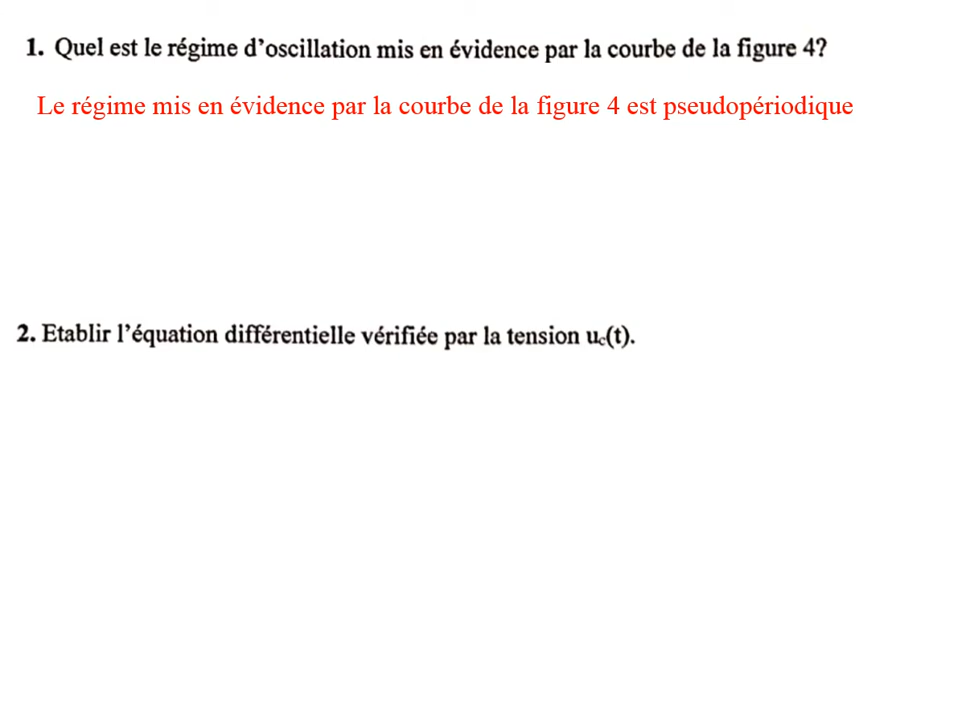 1. Quel est le régime d'oscillation mis en évidence par la courbe de la figure 4?
Le régime mis en évidence par la courbe de la figure 4 est pseudopériodique
2. Etablir l'équation différentielle vérifiée par la tension uc(t).